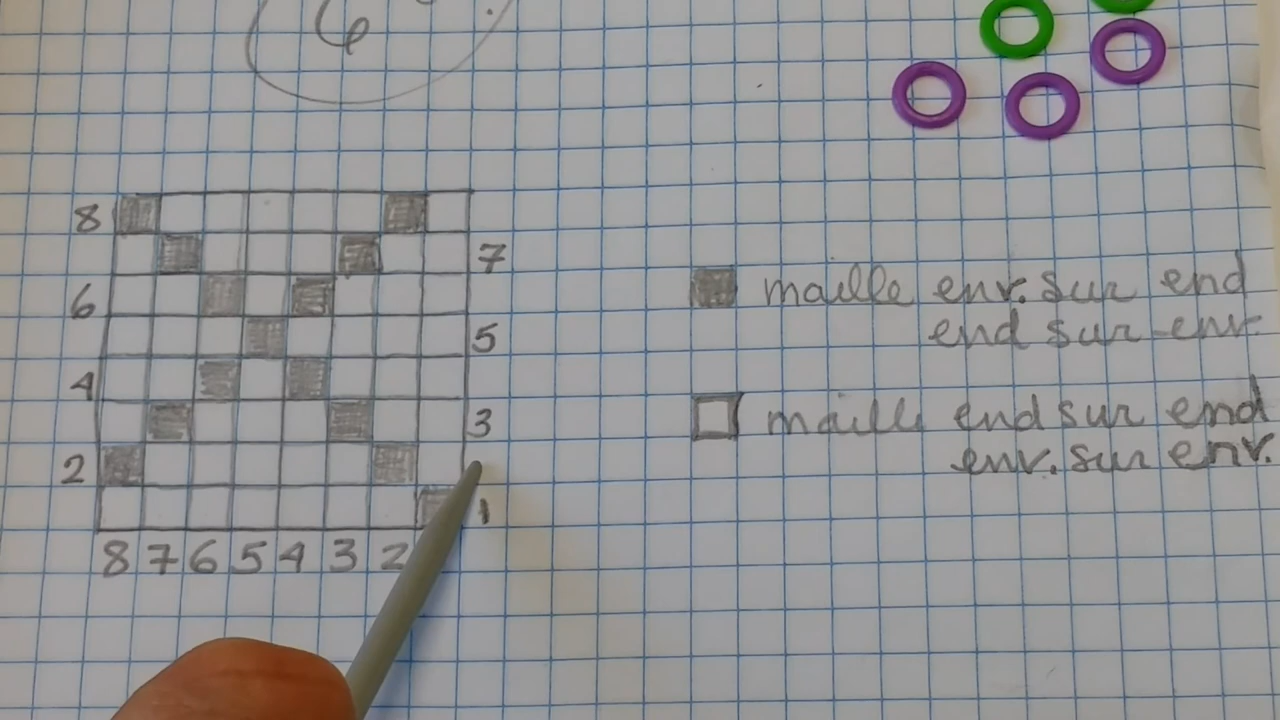 6
8
7
6
5
4
3
2
1
8 7 6 5 4 3 2
maille env. sur end
end sur env
maille end sur end
env. sur env.